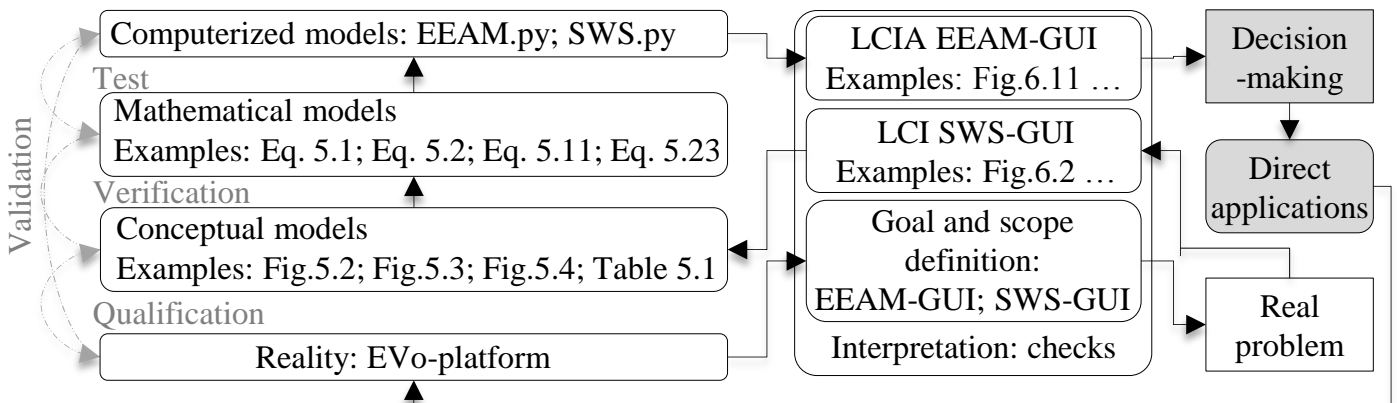 Computerized models: EEAM.py; SWS.py
Test
Mathematical models
Examples: Eq. 5.1; Eq. 5.2; Eq. 5.11; Eq. 5.23
Verification
Conceptual models
Examples: Fig.5.2; Fig.5.3; Fig.5.4; Table 5.1
Qualification
Reality: EVo-platform
Validation
LCIA EEAM-GUI
Examples: Fig.6.11 …
LCI SWS-GUI
Examples: Fig.6.2 …
Goal and scope
definition:
EEAM-GUI; SWS-GUI
Interpretation: checks
Decision
-making
Direct
applications
Real
problem